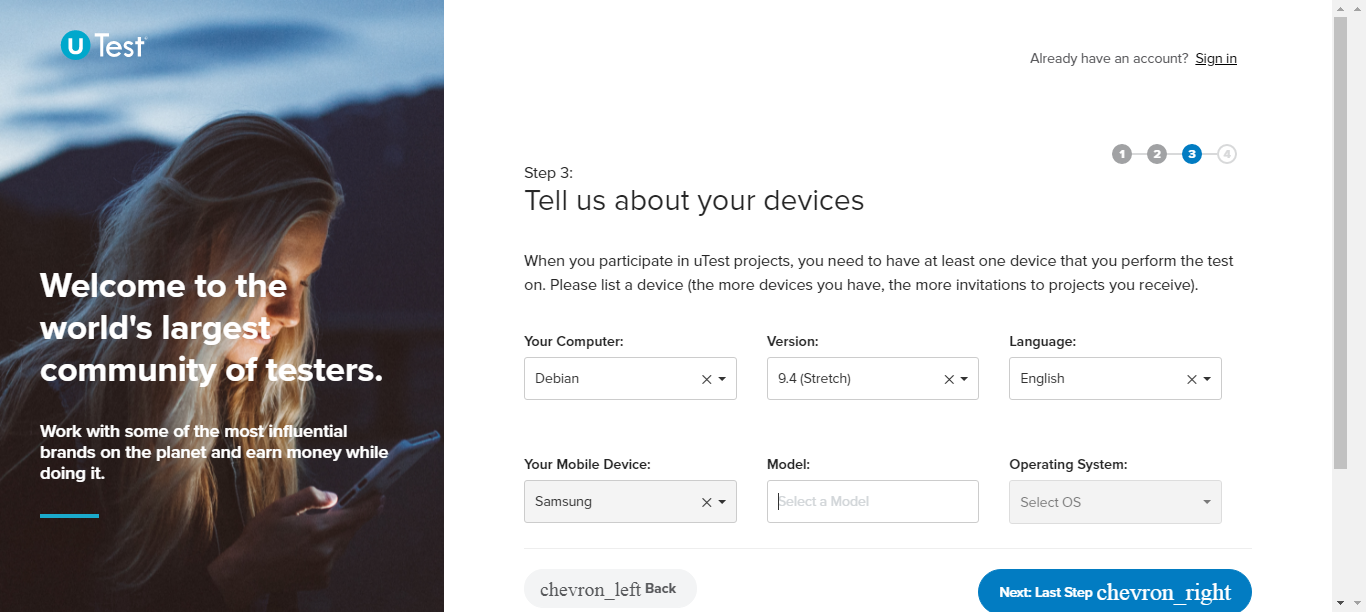 U Test
Already have an account? Sign in
1 2 3 4
Step 3:
Tell us about your devices
Welcome to the
world's largest
community of testers.
Work with some of the most influential
brands on the planet and earn money while
doing it.
When you participate in uTest projects, you need to have at least one device that you perform the test
on. Please list a device (the more devices you have, the more invitations to projects you receive).
Your Computer: Version: Language:
Debian 9.4 (Stretch) English
Your Mobile Device: Model: Operating System:
Samsung Select a Model Select OS
chevron_left Back Next: Last Step chevron_right